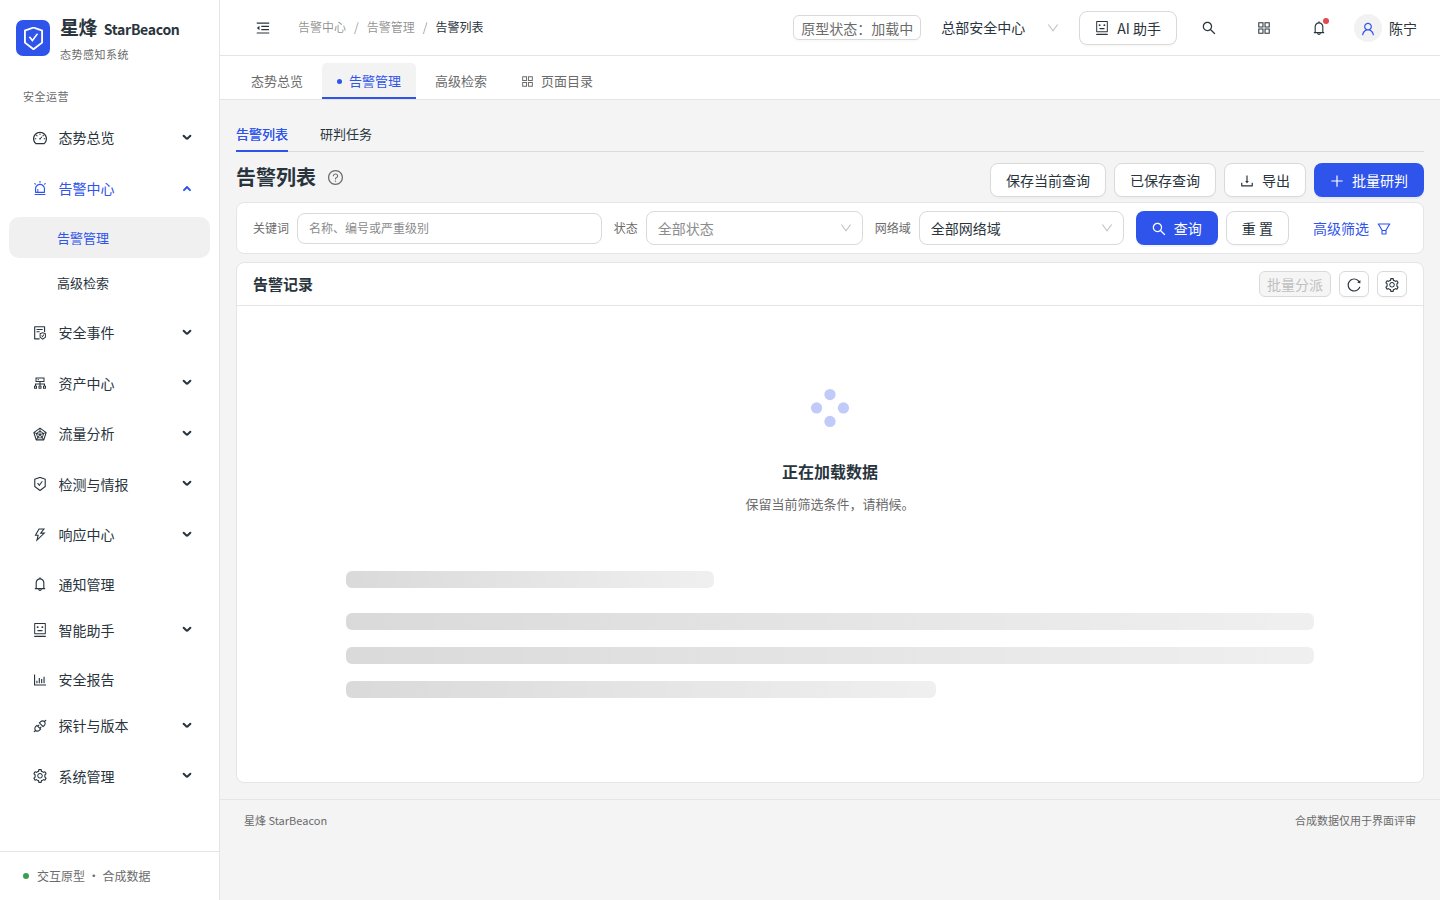 星烽 StarBeacon
态势感知系统
安全运营
态势总览
告警中心
告警管理
高级检索
安全事件
资产中心
流量分析
检测与情报
响应中心
通知管理
智能助手
安全报告
探针与版本
系统管理
交互原型 · 合成数据
告警中心 / 告警管理 / 告警列表
原型状态：加载中
总部安全中心
AI 助手
陈宁
态势总览
告警管理
高级检索
页面目录
告警列表
研判任务
告警列表
保存当前查询
已保存查询
导出
批量研判
关键词
名称、编号或严重级别
状态
全部状态
网络域
全部网络域
查询
重 置
高级筛选
告警记录
批量分派
正在加载数据
保留当前筛选条件，请稍候。
星烽 StarBeacon
合成数据仅用于界面评审